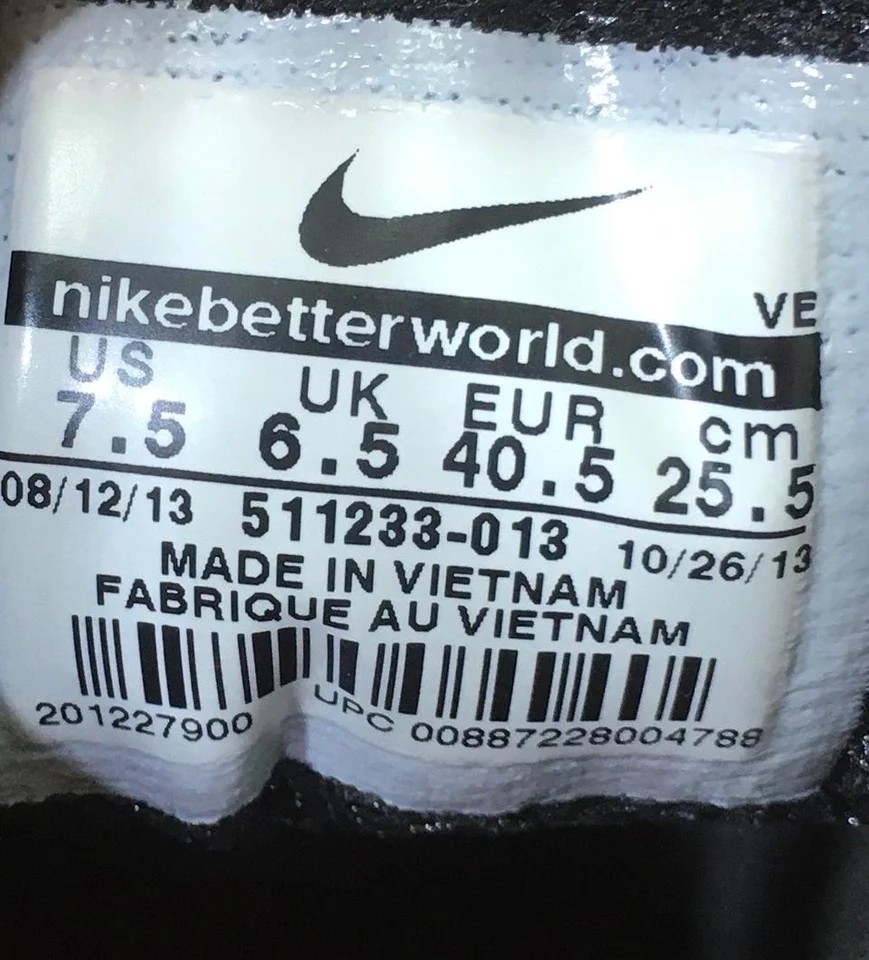 VE
nikebetterworld.com
US UK EUR cm
7.5 6.5 40.5 25.5
08/12/13 511233-013 10/26/13
MADE IN VIETNAM
FABRIQUE AU VIETNAM
201227900 UPC 00887228004788